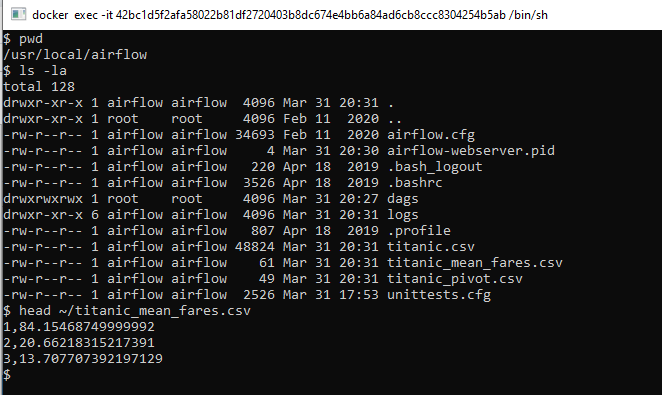 docker exec -it 42bc1d5f2afa58022b81df2720403b8dc674e4bb6a84ad6cb8ccc8304254b5ab /bin/sh
$ pwd
/usr/local/airflow
$ ls -la
total 128
drwxr-xr-x 1 airflow airflow  4096 Mar 31 20:31 .
drwxr-xr-x 1 root    root     4096 Feb 11  2020 ..
-rw-r--r-- 1 airflow airflow 34693 Feb 11  2020 airflow.cfg
-rw-r--r-- 1 airflow airflow     4 Mar 31 20:30 airflow-webserver.pid
-rw-r--r-- 1 airflow airflow   220 Apr 18  2019 .bash_logout
-rw-r--r-- 1 airflow airflow  3526 Apr 18  2019 .bashrc
drwxrwxrwx 1 root    root     4096 Mar 31 20:27 dags
drwxr-xr-x 6 airflow airflow  4096 Mar 31 20:31 logs
-rw-r--r-- 1 airflow airflow   807 Apr 18  2019 .profile
-rw-r--r-- 1 airflow airflow 48824 Mar 31 20:31 titanic.csv
-rw-r--r-- 1 airflow airflow    61 Mar 31 20:31 titanic_mean_fares.csv
-rw-r--r-- 1 airflow airflow    49 Mar 31 20:31 titanic_pivot.csv
-rw-r--r-- 1 airflow airflow  2526 Mar 31 17:53 unittests.cfg
$ head ~/titanic_mean_fares.csv
1,84.15468749999992
2,20.66218315217391
3,13.707707392197129
$